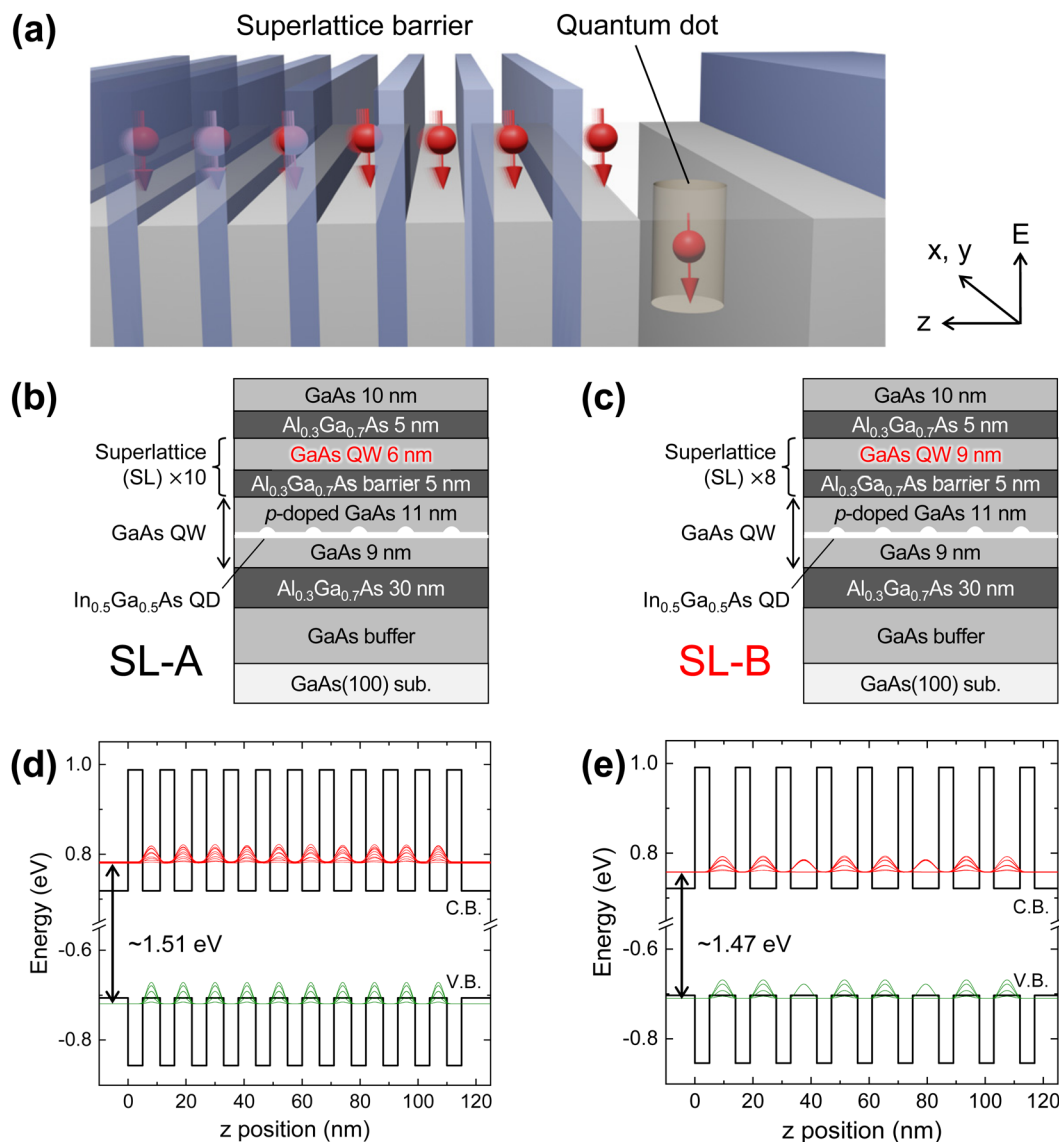 (a)
Superlattice barrier
Quantum dot
E
x, y
z
(b)
GaAs 10 nm
Al0.3Ga0.7As 5 nm
Superlattice
(SL) ×10
GaAs QW 6 nm
Al0.3Ga0.7As barrier 5 nm
GaAs QW
p-doped GaAs 11 nm
GaAs 9 nm
In0.5Ga0.5As QD
Al0.3Ga0.7As 30 nm
GaAs buffer
SL-A
GaAs(100) sub.
(c)
GaAs 10 nm
Al0.3Ga0.7As 5 nm
Superlattice
(SL) ×8
GaAs QW 9 nm
Al0.3Ga0.7As barrier 5 nm
GaAs QW
p-doped GaAs 11 nm
GaAs 9 nm
In0.5Ga0.5As QD
Al0.3Ga0.7As 30 nm
GaAs buffer
SL-B
GaAs(100) sub.
(d)
1.0
0.8
C.B.
Energy (eV)
~1.51 eV
-0.6
V.B.
-0.8
0 20 40 60 80 100 120
z position (nm)
(e)
1.0
0.8
C.B.
Energy (eV)
~1.47 eV
-0.6
V.B.
-0.8
0 20 40 60 80 100 120
z position (nm)